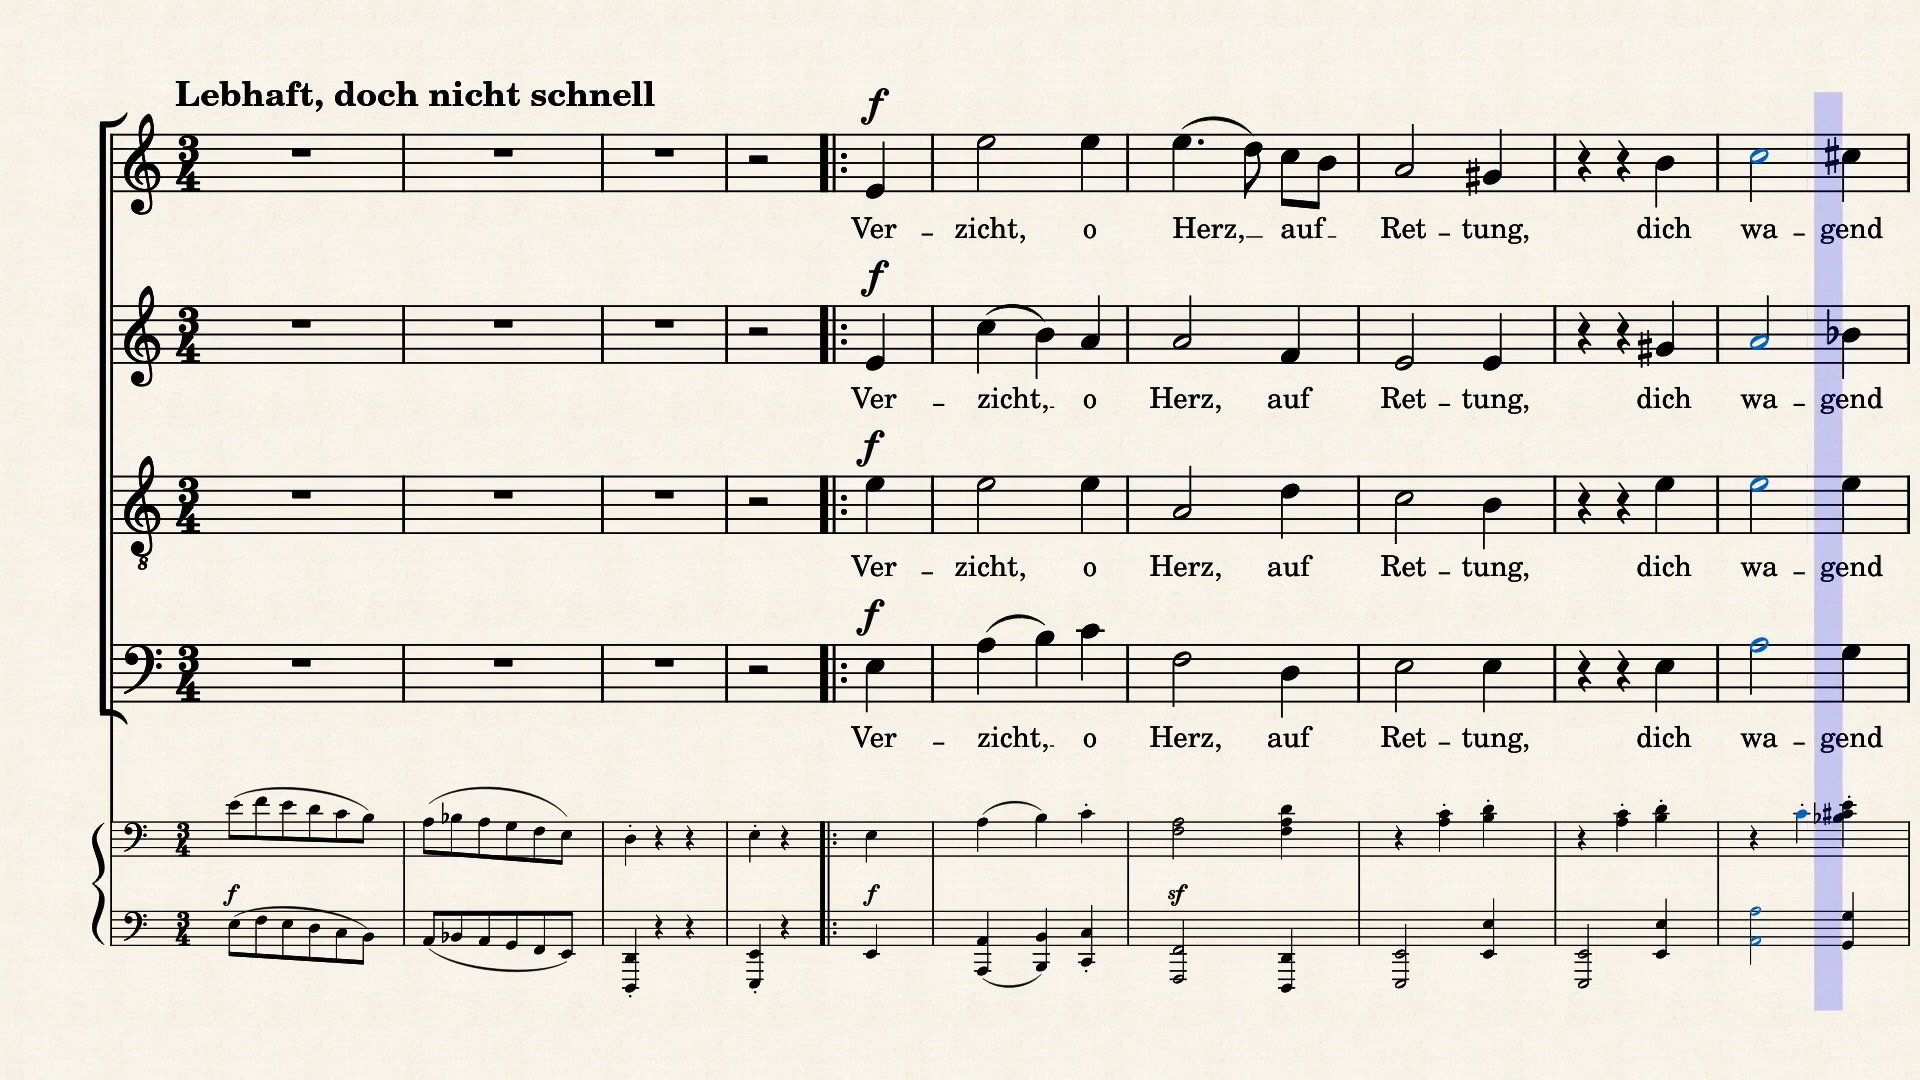 Lebhaft, doch nicht schnell
f
Ver - zicht, o Herz, auf Ret - tung, dich wa - gend
f
Ver - zicht, o Herz, auf Ret - tung, dich wa - gend
f
Ver - zicht, o Herz, auf Ret - tung, dich wa - gend
f
Ver - zicht, o Herz, auf Ret - tung, dich wa - gend
f f sf